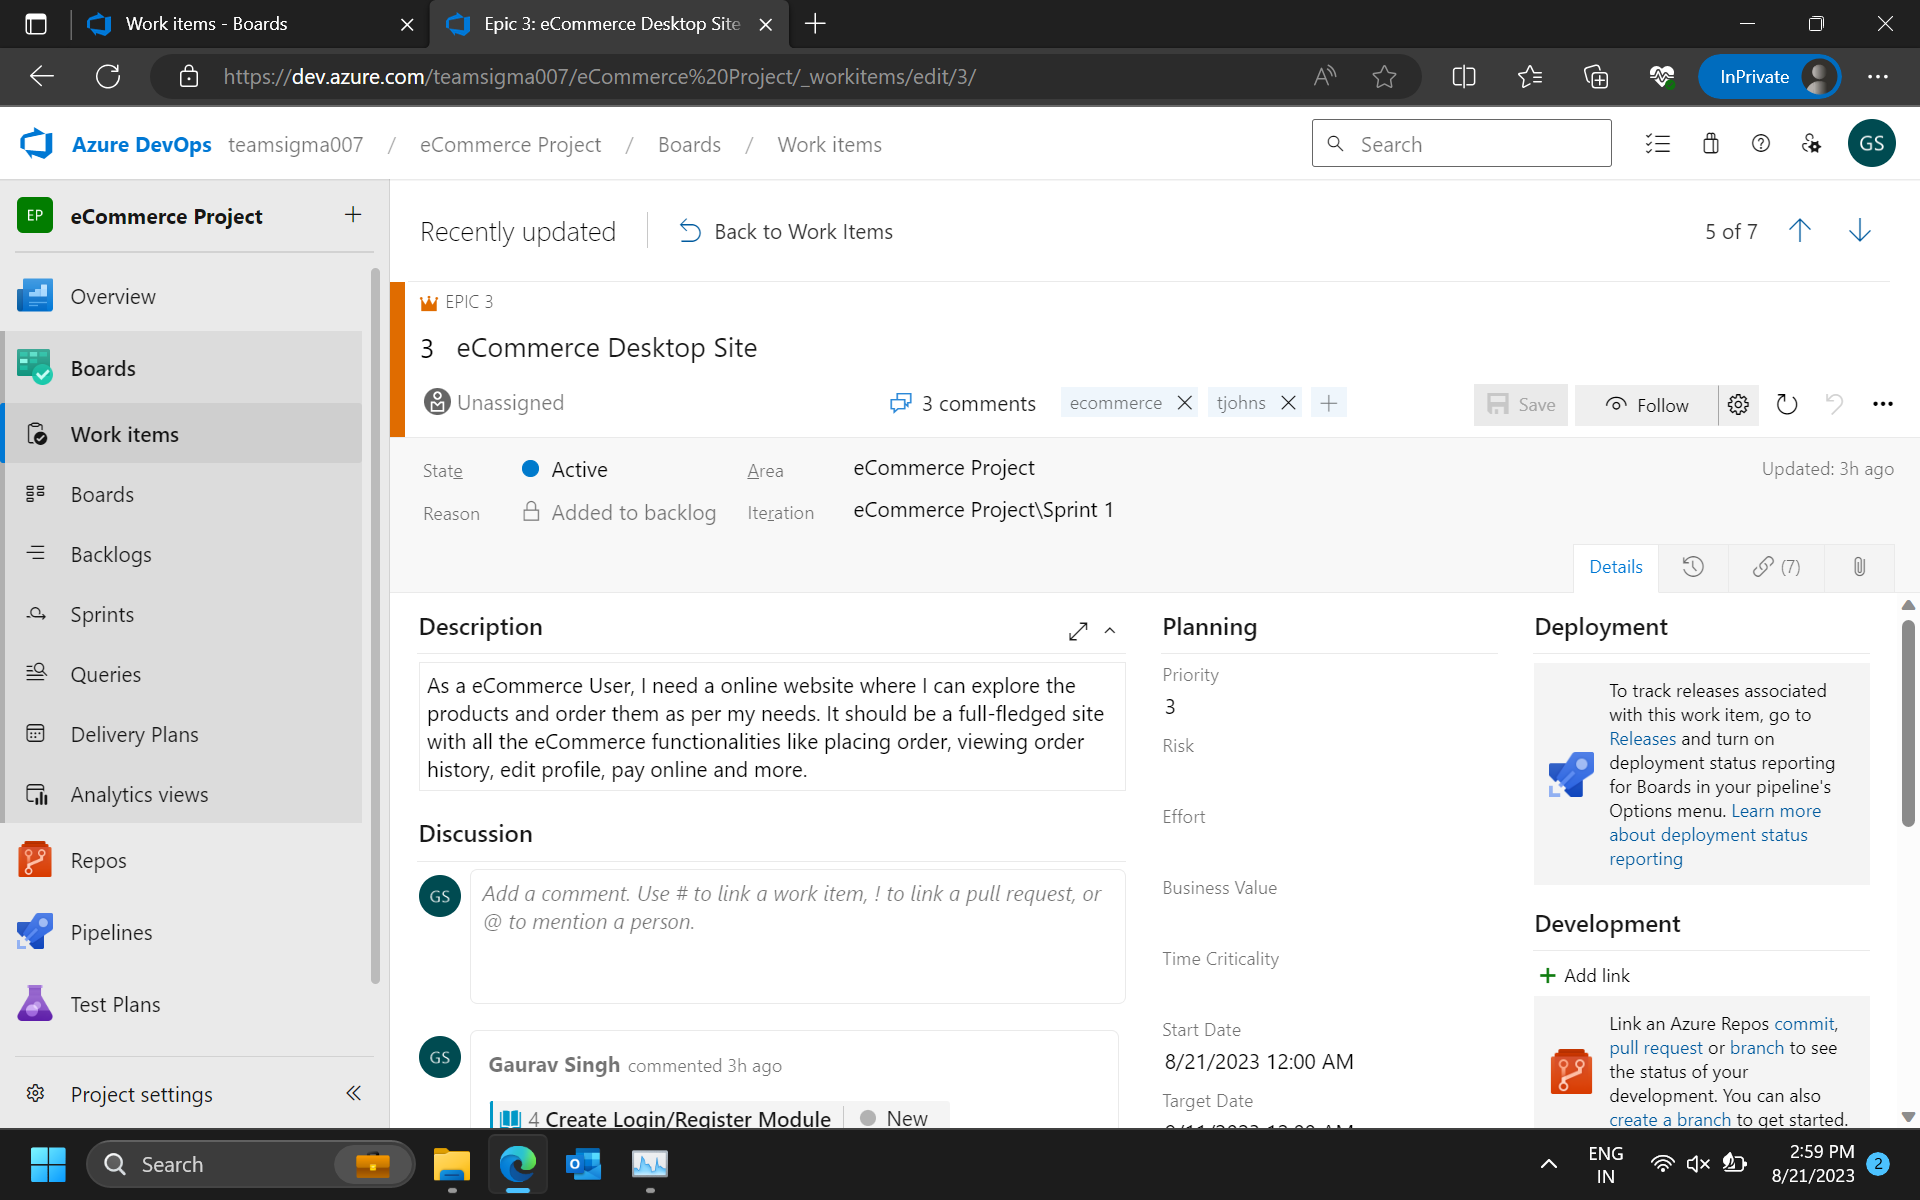 Work items - Boards
Epic 3: eCommerce Desktop Site
https://dev.azure.com/teamsigma007/eCommerce%20Project/_workitems/edit/3/
InPrivate
Azure DevOps
teamsigma007 / eCommerce Project / Boards / Work items
Search
GS
EP
eCommerce Project
Overview
Boards
Work items
Boards
Backlogs
Sprints
Queries
Delivery Plans
Analytics views
Repos
Pipelines
Test Plans
Project settings
Recently updated
Back to Work Items
5 of 7
EPIC 3
3 eCommerce Desktop Site
Unassigned
3 comments
ecommerce
tjohns
Save
Follow
State
Active
Area
eCommerce Project
Updated: 3h ago
Reason
Added to backlog
Iteration
eCommerce Project\Sprint 1
Details
(7)
Description
As a eCommerce User, I need a online website where I can explore the
products and order them as per my needs. It should be a full-fledged site
with all the eCommerce functionalities like placing order, viewing order
history, edit profile, pay online and more.
Discussion
GS
Add a comment. Use # to link a work item, ! to link a pull request, or
@ to mention a person.
GS
Gaurav Singh commented 3h ago
4 Create Login/Register Module
New
Planning
Priority
3
Risk
Effort
Business Value
Time Criticality
Start Date
8/21/2023 12:00 AM
Target Date
Deployment
To track releases associated
with this work item, go to
Releases and turn on
deployment status reporting
for Boards in your pipeline's
Options menu. Learn more
about deployment status
reporting
Development
Add link
Link an Azure Repos commit,
pull request or branch to see
the status of your
development. You can also
create a branch to get started.
Search
ENG
IN
2:59 PM
8/21/2023
2